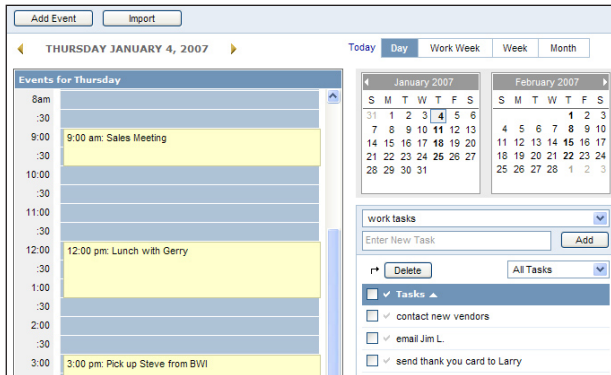 Add Event Import
THURSDAY JANUARY 4, 2007
Today Day Work Week Week Month
Events for Thursday
8am
:30
9:00 9:00 am: Sales Meeting
:30
10:00
:30
11:00
:30
12:00 12:00 pm: Lunch with Gerry
:30
1:00
:30
2:00
:30
3:00 3:00 pm: Pick up Steve from BWI
January 2007
S M T W T F S
31 1 2 3 4 5 6
7 8 9 10 11 12 13
14 15 16 17 18 19 20
21 22 23 24 25 26 27
28 29 30 31
February 2007
S M T W T F S
1 2 3
4 5 6 7 8 9 10
11 12 13 14 15 16 17
18 19 20 21 22 23 24
25 26 27 28 1 2 3
work tasks
Enter New Task Add
Delete All Tasks
Tasks
contact new vendors
email Jim L.
send thank you card to Larry